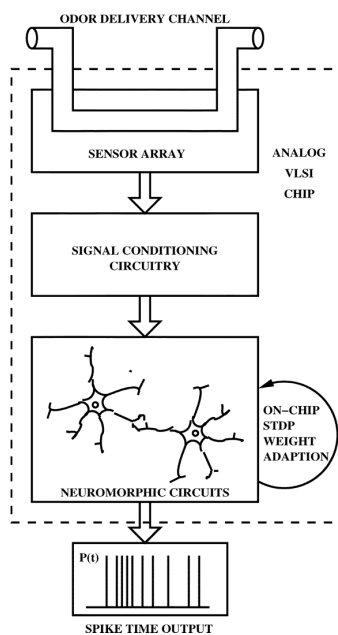 ODOR DELIVERY CHANNEL
SENSOR ARRAY
ANALOG
VLSI
CHIP
SIGNAL CONDITIONING
CIRCUITRY
ON-CHIP
STDP
WEIGHT
ADAPTION
NEUROMORPHIC CIRCUITS
P(t)
SPIKE TIME OUTPUT